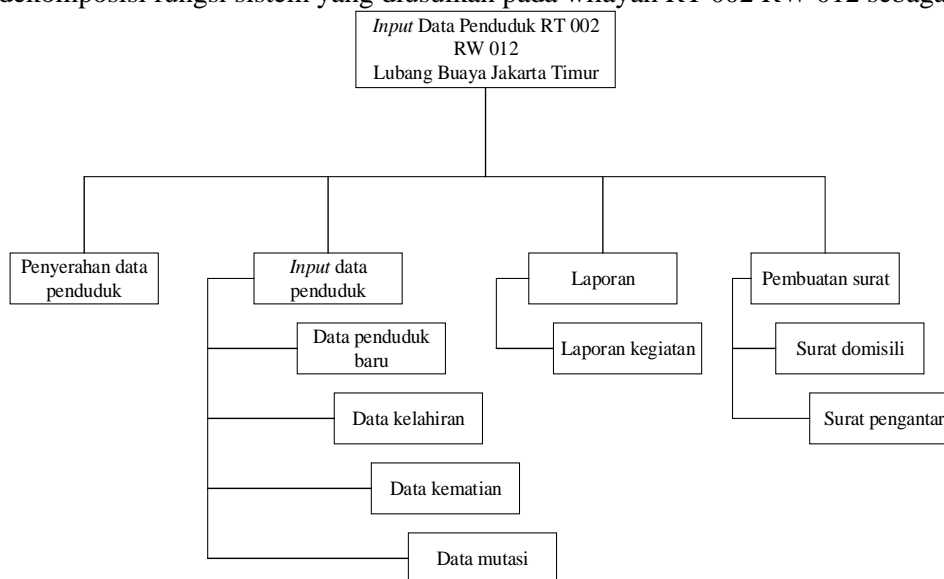 dekomposisi fungsi sistem yang diusulkan pada wilayah RT 002 RW 012 sebaga
Input Data Penduduk RT 002
RW 012
Lubang Buaya Jakarta Timur
Penyerahan data
penduduk
Input data
penduduk
Laporan
Pembuatan surat
Data penduduk
baru
Laporan kegiatan
Surat domisili
Data kelahiran
Surat pengantar
Data kematian
Data mutasi